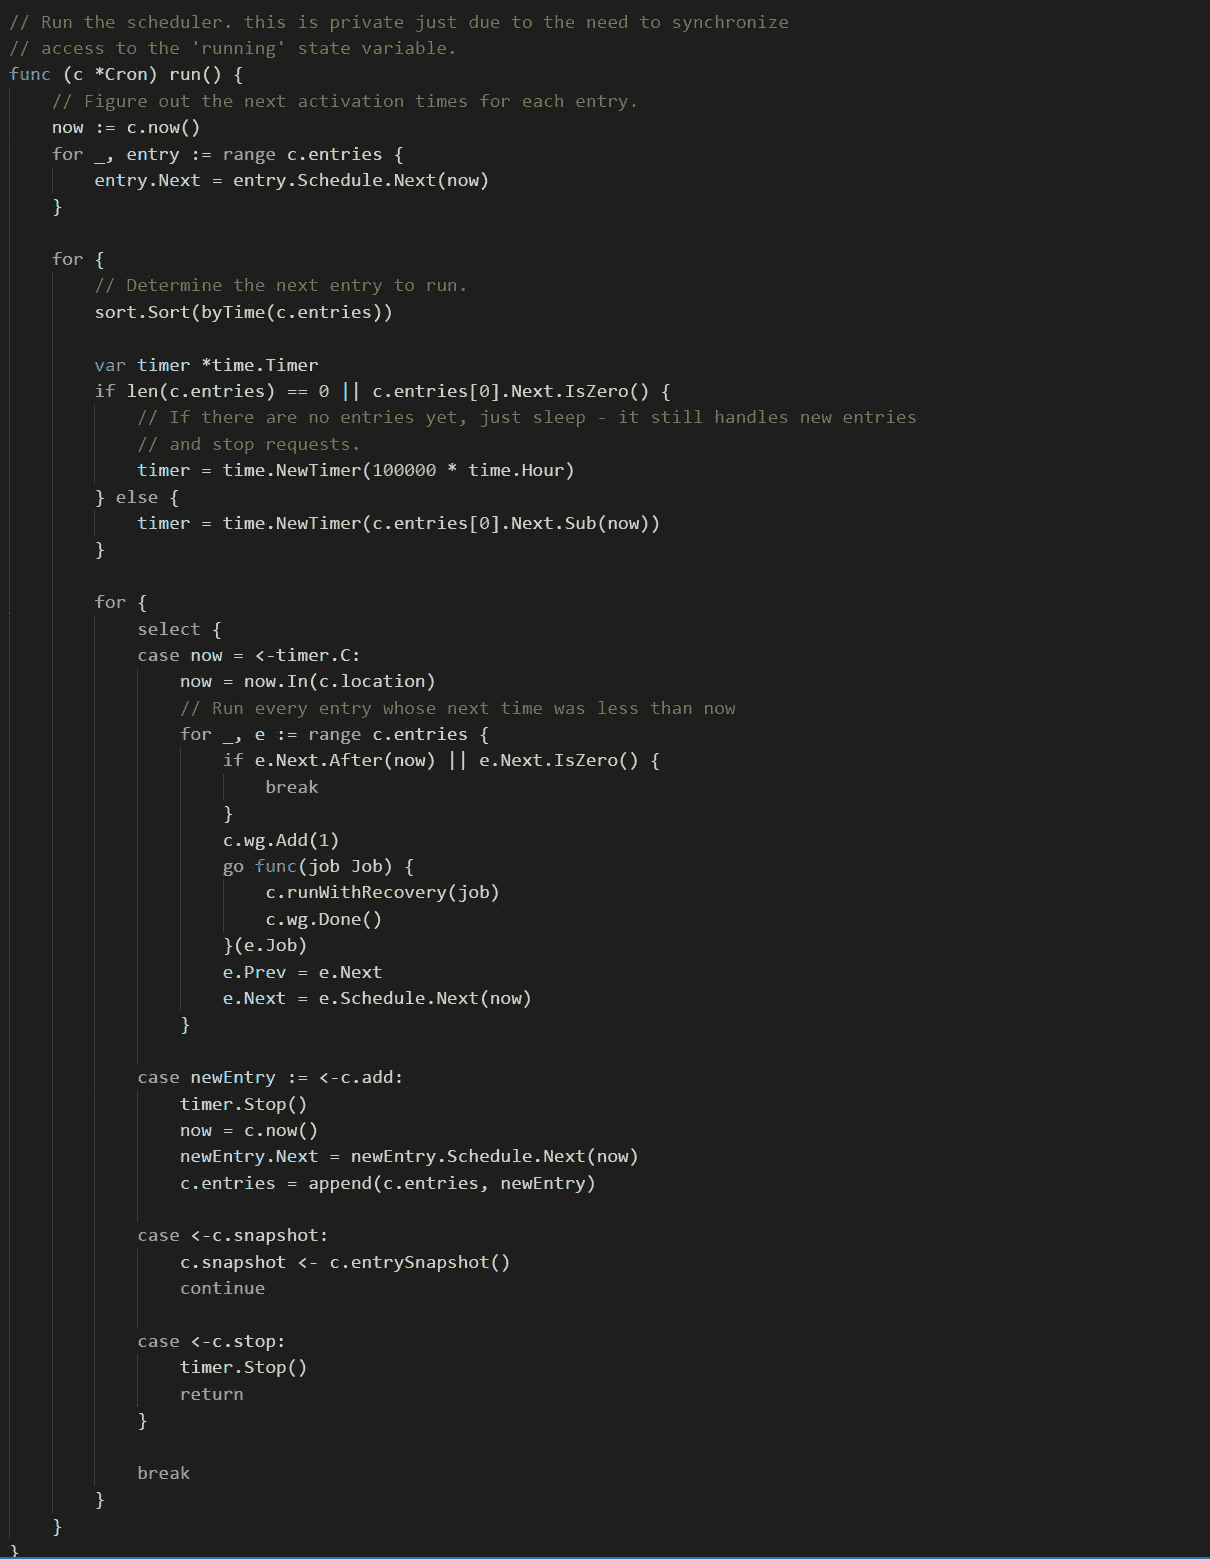 // Run the scheduler. this is private just due to the need to synchronize
// access to the 'running' state variable.
func (c *Cron) run() {
    // Figure out the next activation times for each entry.
    now := c.now()
    for _, entry := range c.entries {
        entry.Next = entry.Schedule.Next(now)
    }

    for {
        // Determine the next entry to run.
        sort.Sort(byTime(c.entries))

        var timer *time.Timer
        if len(c.entries) == 0 || c.entries[0].Next.IsZero() {
            // If there are no entries yet, just sleep - it still handles new entries
            // and stop requests.
            timer = time.NewTimer(100000 * time.Hour)
        } else {
            timer = time.NewTimer(c.entries[0].Next.Sub(now))
        }

        for {
            select {
            case now = <-timer.C:
                now = now.In(c.location)
                // Run every entry whose next time was less than now
                for _, e := range c.entries {
                    if e.Next.After(now) || e.Next.IsZero() {
                        break
                    }
                    c.wg.Add(1)
                    go func(job Job) {
                        c.runWithRecovery(job)
                        c.wg.Done()
                    }(e.Job)
                    e.Prev = e.Next
                    e.Next = e.Schedule.Next(now)
                }

            case newEntry := <-c.add:
                timer.Stop()
                now = c.now()
                newEntry.Next = newEntry.Schedule.Next(now)
                c.entries = append(c.entries, newEntry)

            case <-c.snapshot:
                c.snapshot <- c.entrySnapshot()
                continue

            case <-c.stop:
                timer.Stop()
                return
            }

            break
        }
    }
}